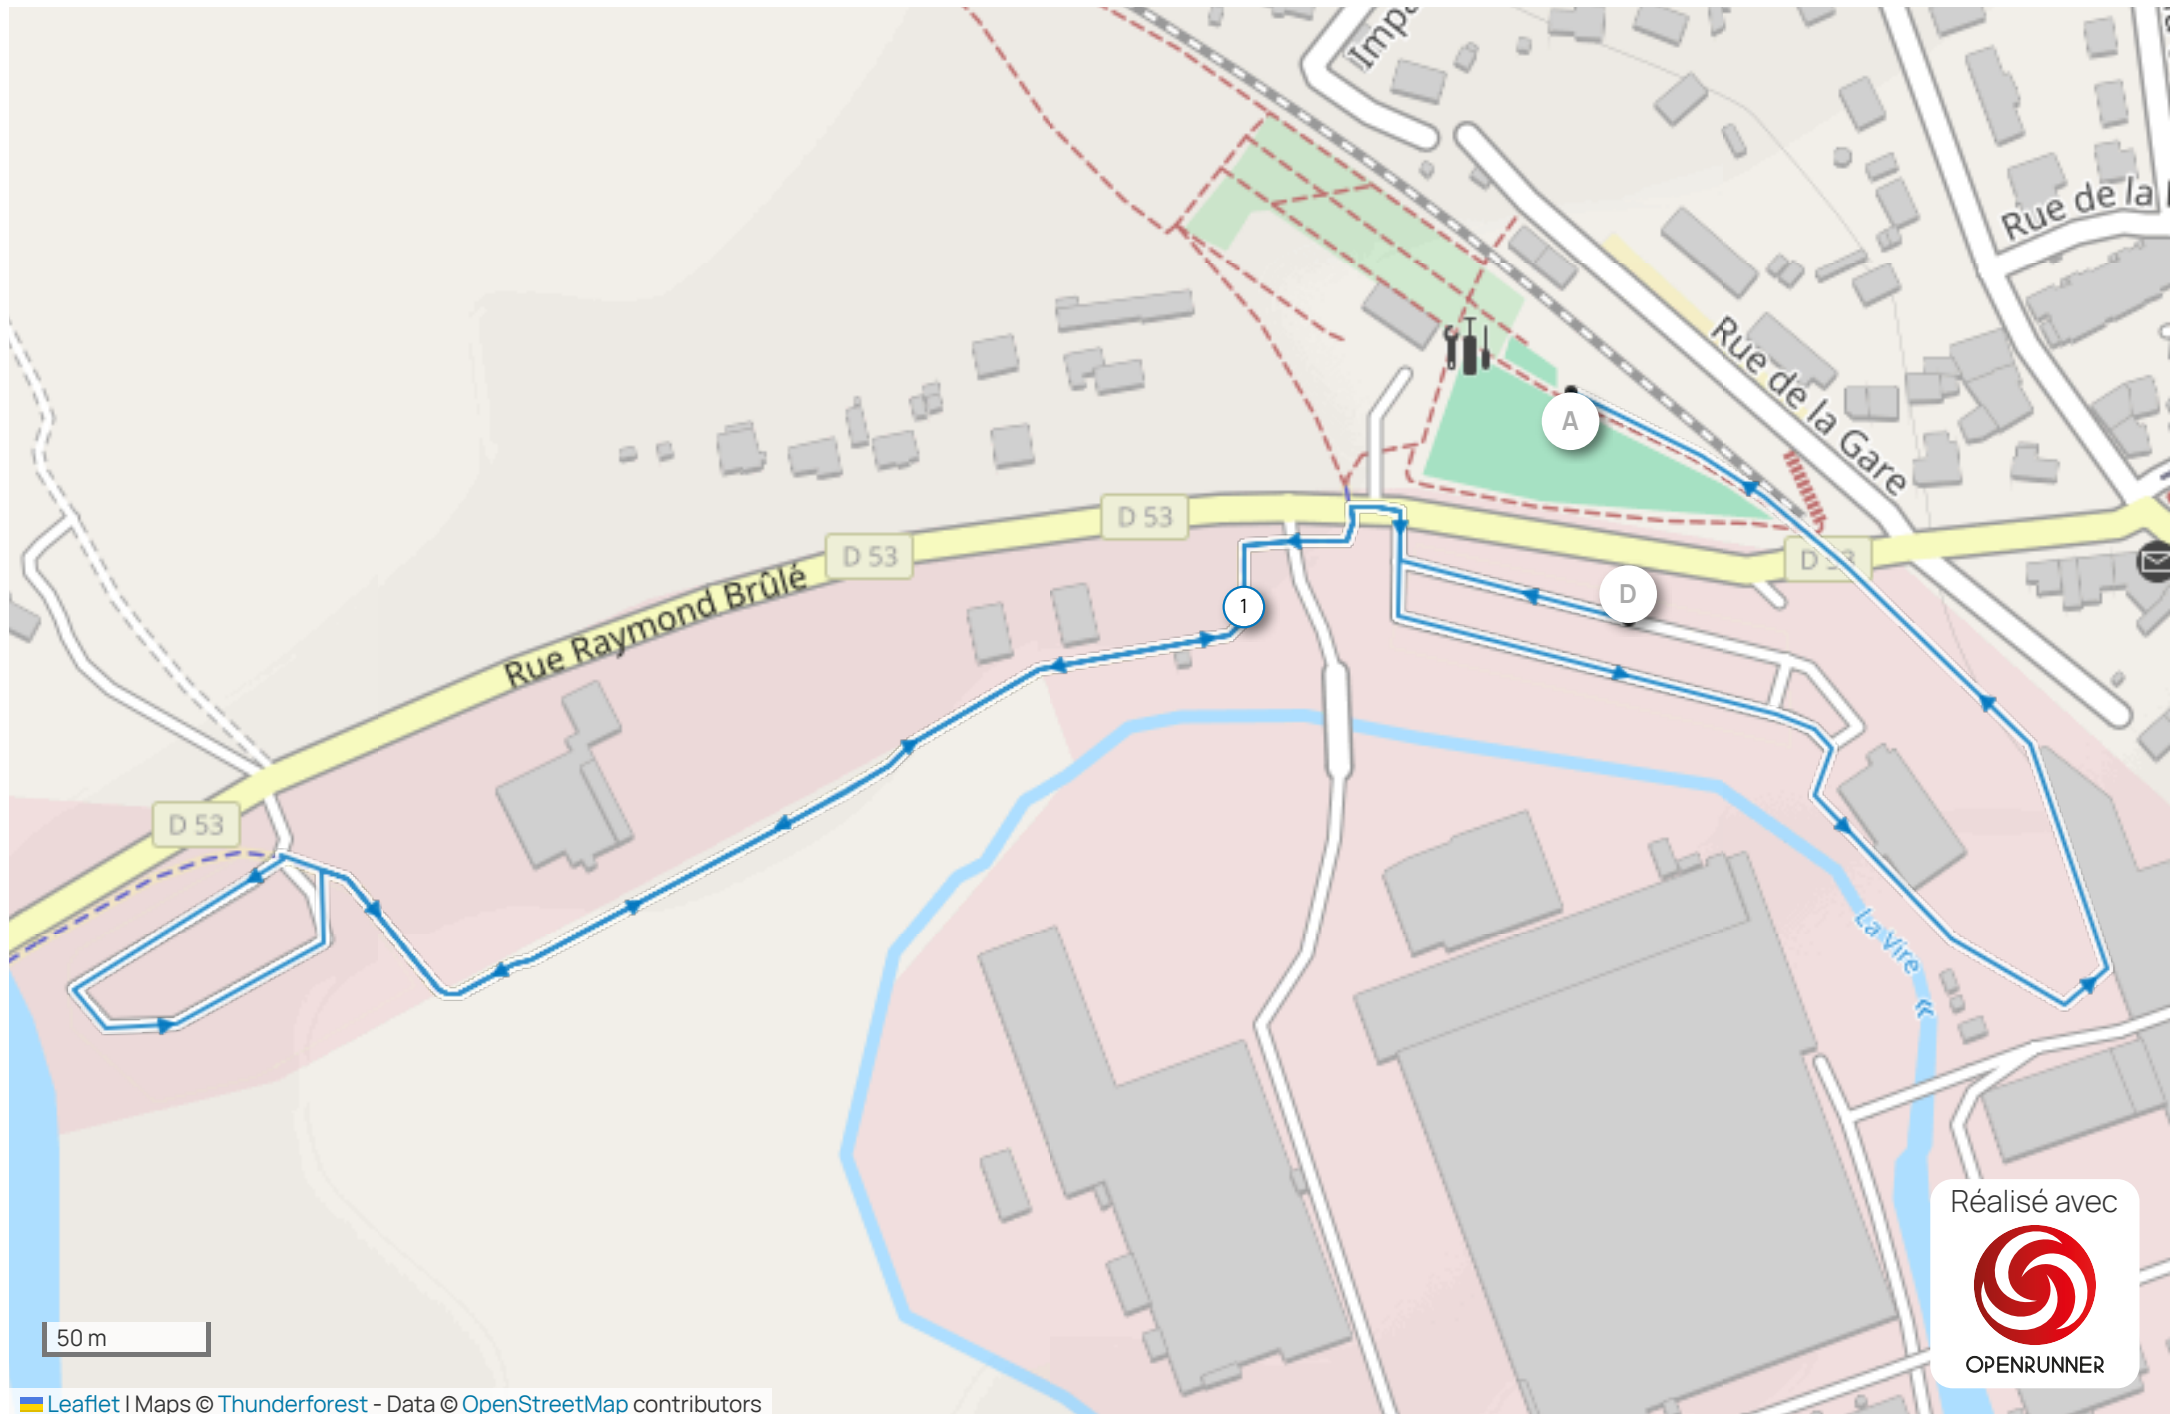 Rue de la
Rue de la Gare
A
D 53
D 53
D
1
Rue Raymond Brûlé
D 53
La Vire
Réalisé avec
OPENRUNNER
50 m
Leaflet | Maps © Thunderforest - Data © OpenStreetMap contributors